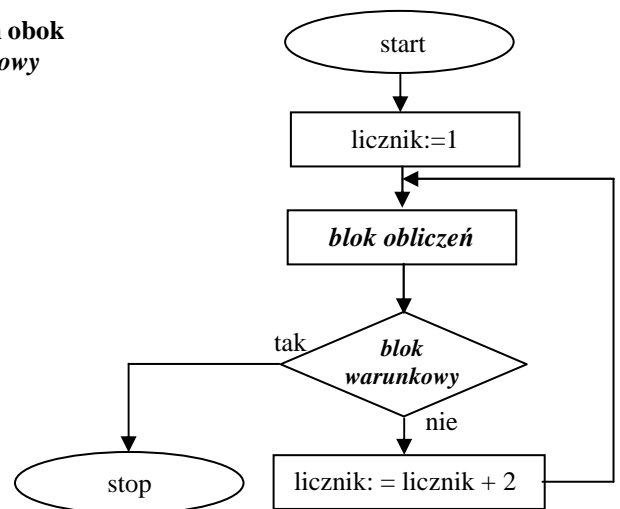 obok
owy
start
licznik:=1
blok obliczeń
tak
blok
warunkowy
nie
stop
licznik: = licznik + 2